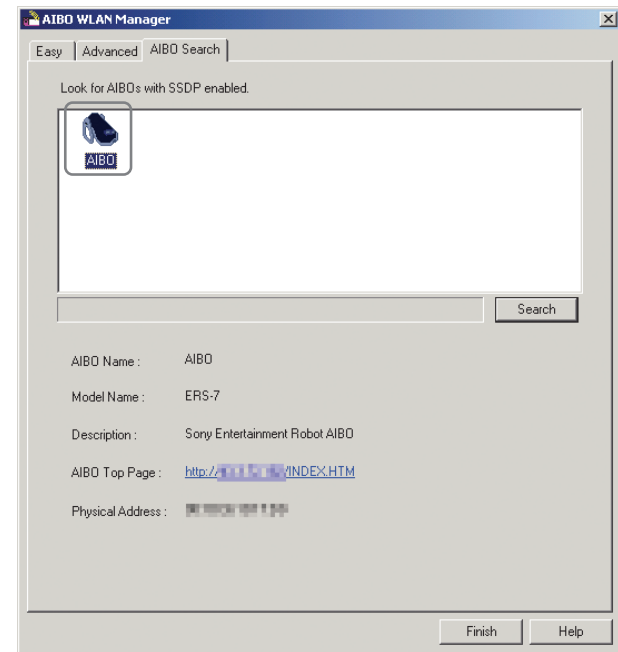 AIBO WLAN Manager
Easy Advanced AIBO Search
Look for AIBOs with SSDP enabled.
AIBO
Search
AIBO Name : AIBO
Model Name : ERS-7
Description : Sony Entertainment Robot AIBO
AIBO Top Page : http:// /INDEX.HTM
Physical Address :
Finish Help